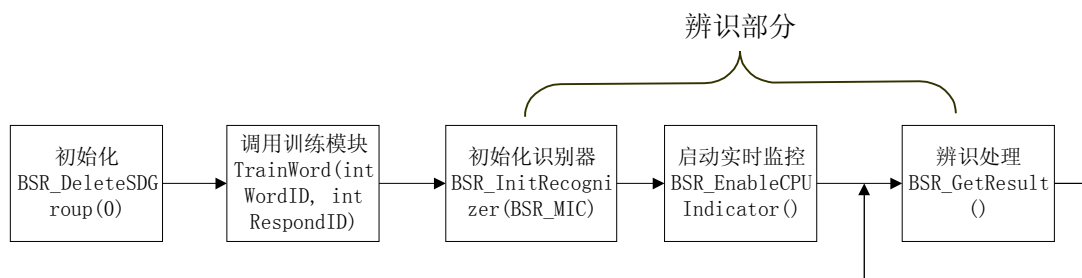 辨识部分
初始化
BSR_DeleteSDG
roup(0)
调用训练模块
TrainWord(int
WordID, int
RespondID)
初始化识别器
BSR_InitRecogni
zer(BSR_MIC)
启动实时监控
BSR_EnableCPU
Indicator()
辨识处理
BSR_GetResult
()